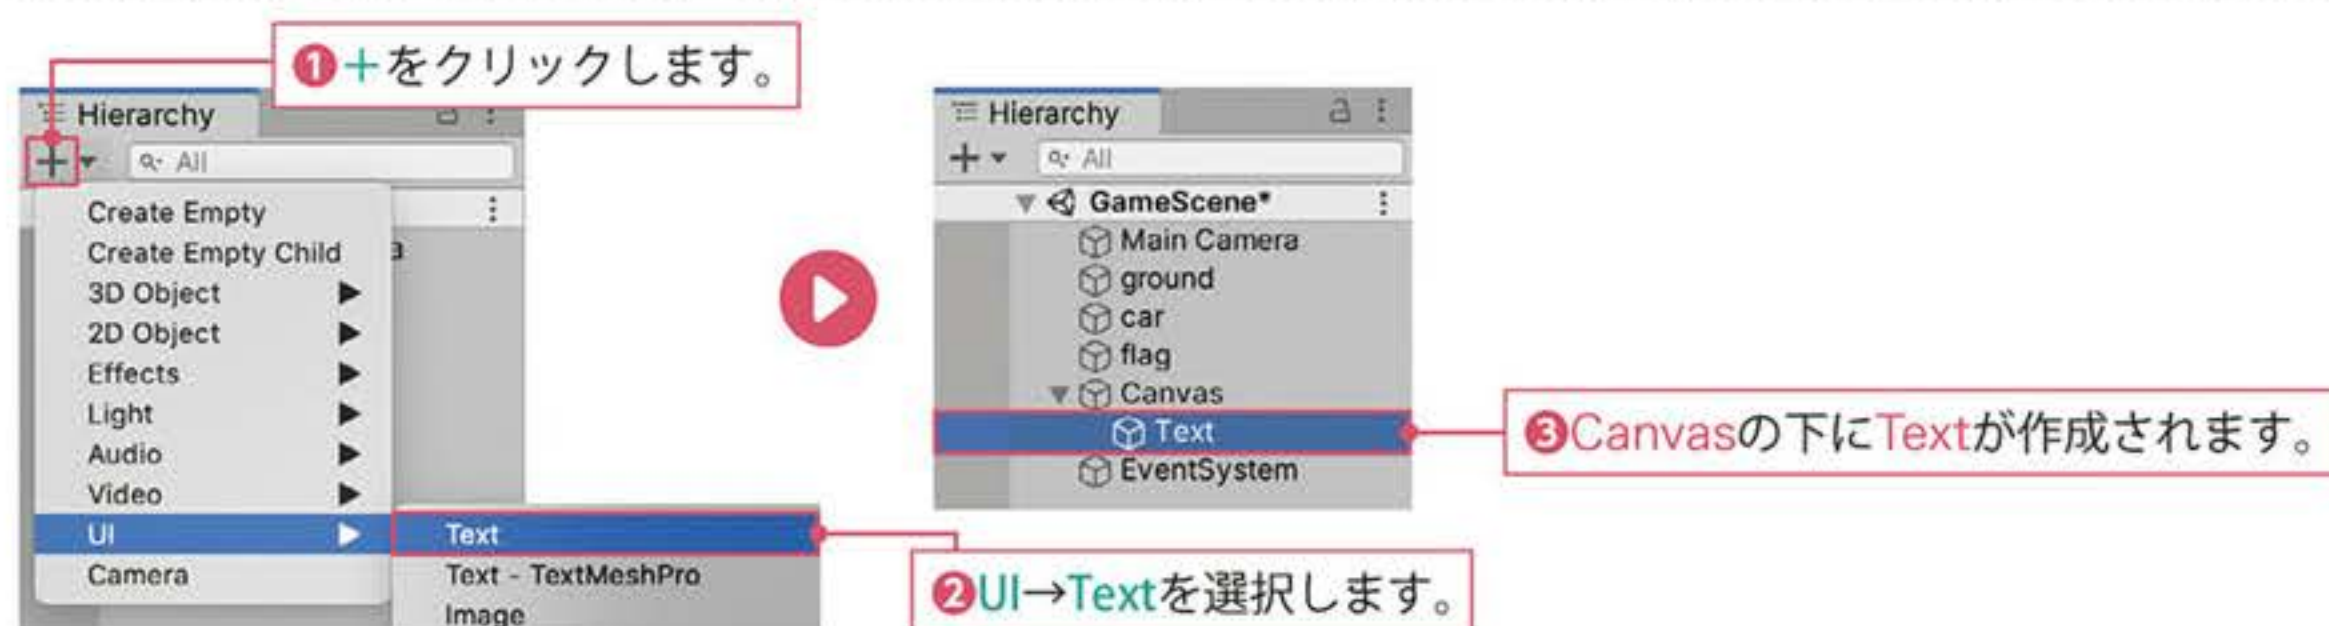 ❶+をクリックします。
Hierarchy
All
Create Empty
Create Empty Child
3D Object
2D Object
Effects
Light
Audio
Video
UI
Camera
Text
Text - TextMeshPro
Image
❷UI→Textを選択します。
Hierarchy
All
GameScene*
Main Camera
ground
car
flag
Canvas
Text
EventSystem
❸Canvasの下にTextが作成されます。